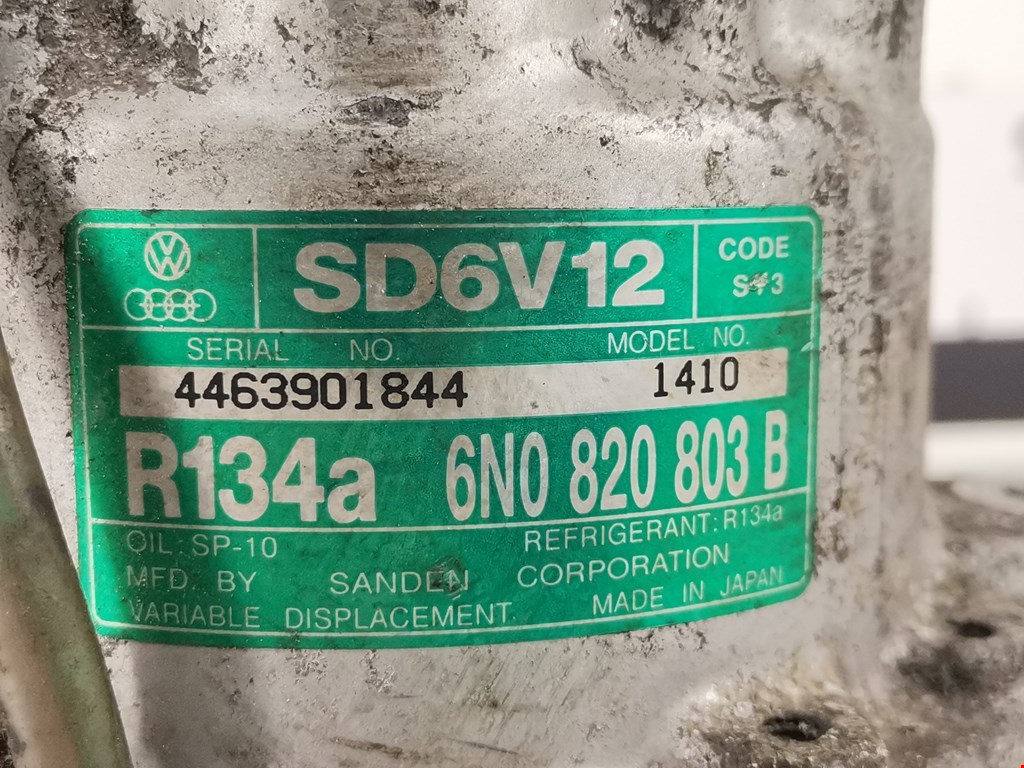 SD6V12
CODE
SERIAL NO. MODEL NO.
4463901844 1410
R134a 6N0 820 803 B
OIL: SP-10 REFRIGERANT: R134a
MFD. BY SANDEN CORPORATION
VARIABLE DISPLACEMENT MADE IN JAPAN